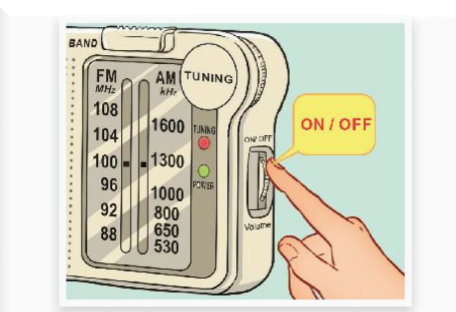 BAND
FM
MHz
108
104
100
96
92
88
AM
kHz
1600
1300
1000
800
650
530
TUNING
TUNING
POWER
ON/OFF
Volume
ON / OFF